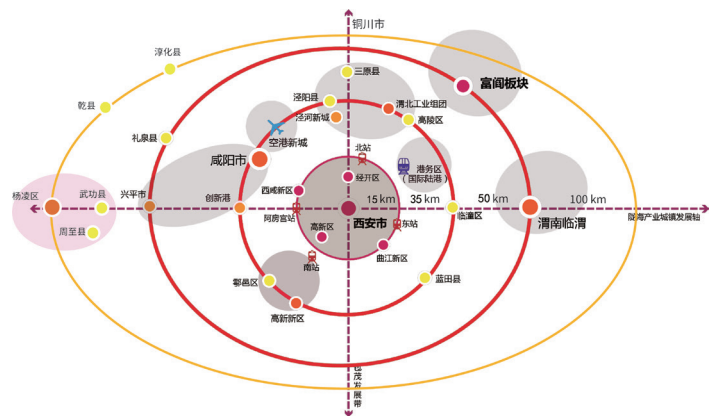 铜川市
淳化县
三原县
富阎板块
乾县
泾阳县
渭北工业组团
泾河新城
高陵区
空港新城
礼泉县
北站
咸阳市
港务区
（国际陆港）
杨凌区
武功县
兴平市
创新港
西咸新区
经开区
15 km
35 km
50 km
100 km
阿房宫站
西安市
东站
临潼区
渭南临渭
陇海产业城镇发展轴
周至县
高新区
曲江新区
南站
鄠邑区
蓝田县
高新新区
茂发展带